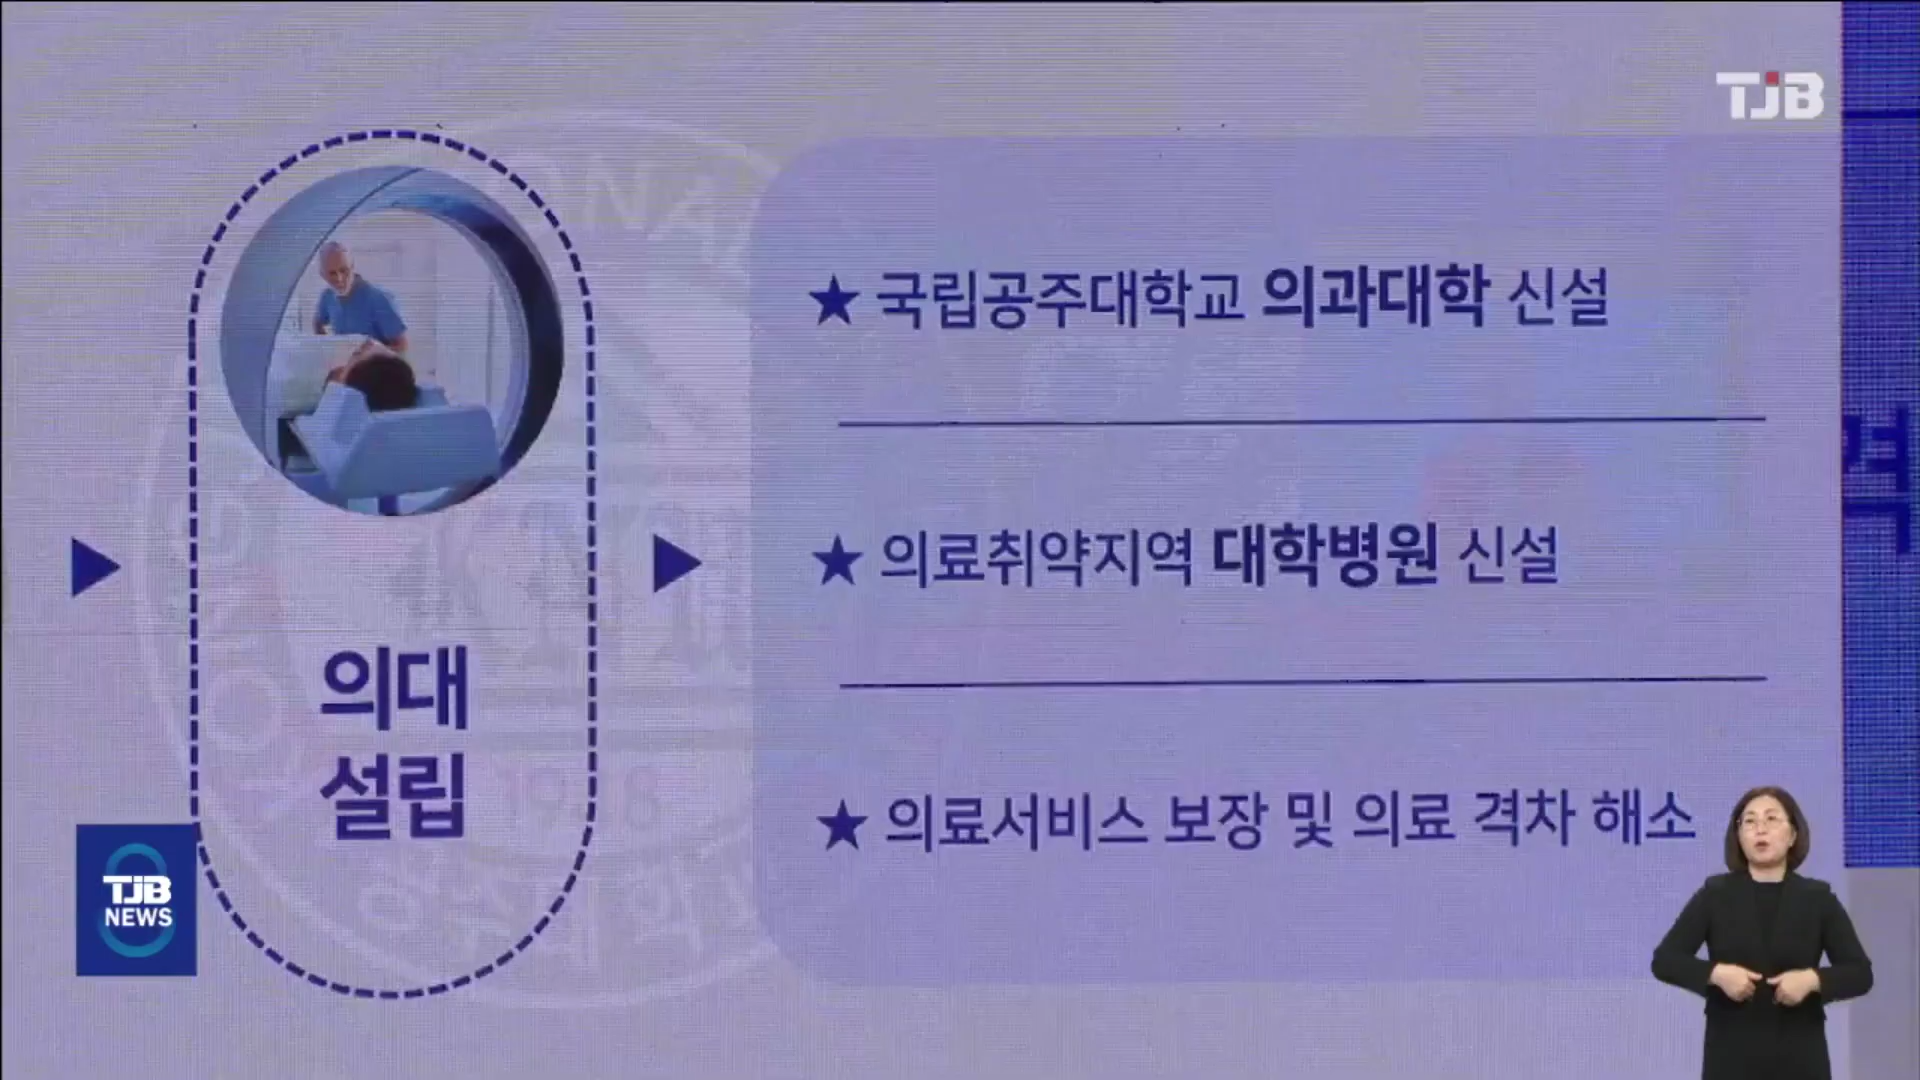 TJB
★ 국립공주대학교 의과대학 신설
★ 의료취약지역 대학병원 신설
의대
설립
★ 의료서비스 보장 및 의료 격차 해소
TJB
NEWS